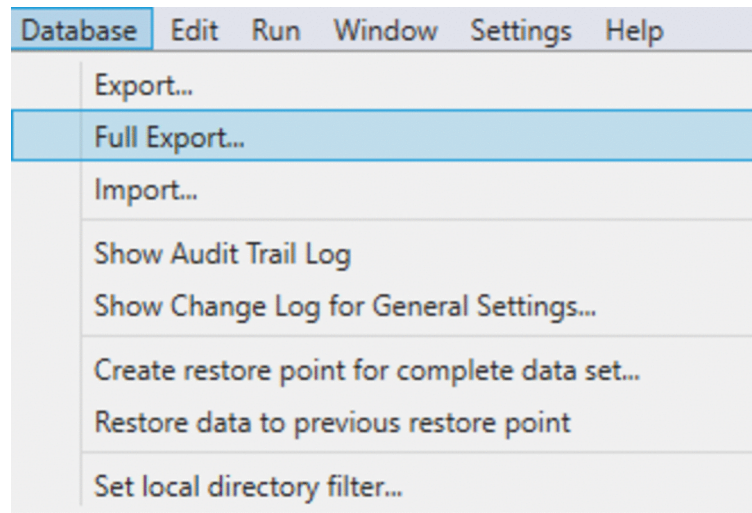 Database Edit Run Window Settings Help
Export...
Full Export...
Import...
Show Audit Trail Log
Show Change Log for General Settings...
Create restore point for complete data set...
Restore data to previous restore point
Set local directory filter...